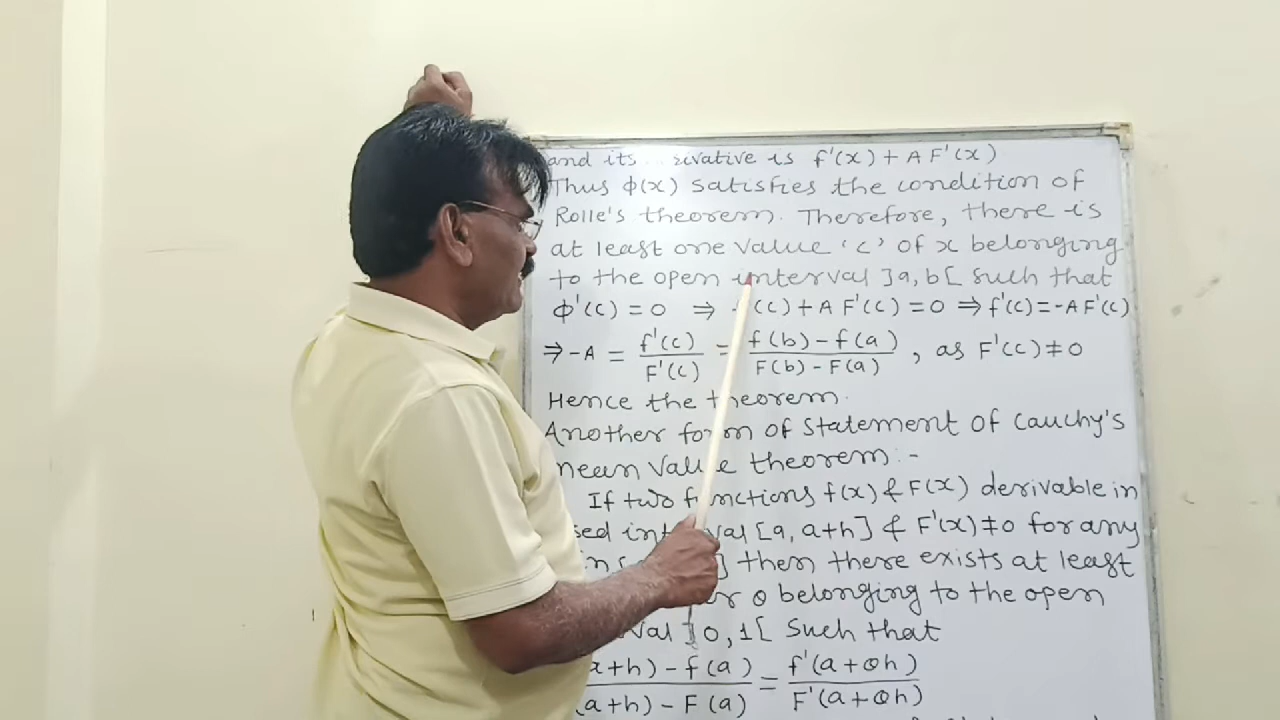 and its rivative is f'(x) + A F'(x)
Thus ϕ(x) satisfies the condition of
Rolle's theorem. Therefore, there is
at least one value 'c' of x belonging
to the open interval ]a, b[ such that
ϕ'(c) = 0 ⇒ (c) + A F'(c) = 0 ⇒ f'(c) = -A F'(c)
⇒ -A = f'(c)/F'(c) = f(b) - f(a)/F(b) - F(a), as F'(c) ≠ 0
Hence the theorem.
Another form of Statement of Cauchy's
mean value theorem :-
If two functions f(x) & F(x) derivable in
sed interval [a, a+h] & F'(x) ≠ 0 for any
in ] then there exists at least
θ belonging to the open
val ]0, 1[ such that
a+h) - f(a)/(a+h) - F(a) = f'(a+θh)/F'(a+θh)